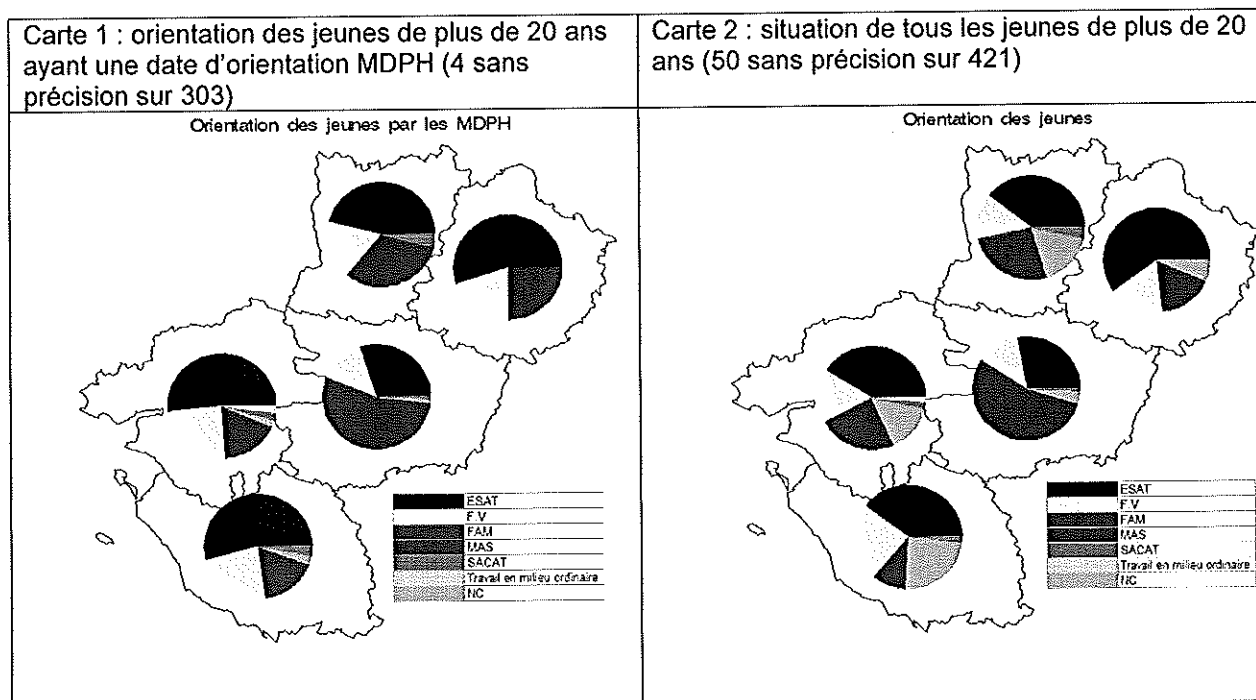 Carte 1 : orientation des jeunes de plus de 20 ans
ayant une date d'orientation MDPH (4 sans
précision sur 303)
Carte 2 : situation de tous les jeunes de plus de 20
ans (50 sans précision sur 421)
Orientation des jeunes par les MDPH
Orientation des jeunes
ESAT
F.V
FAM
MAS
SACAT
Travail en milieu ordinaire
NC
ESAT
F.V
FAM
MAS
SACAT
Travail en milieu ordinaire
NC